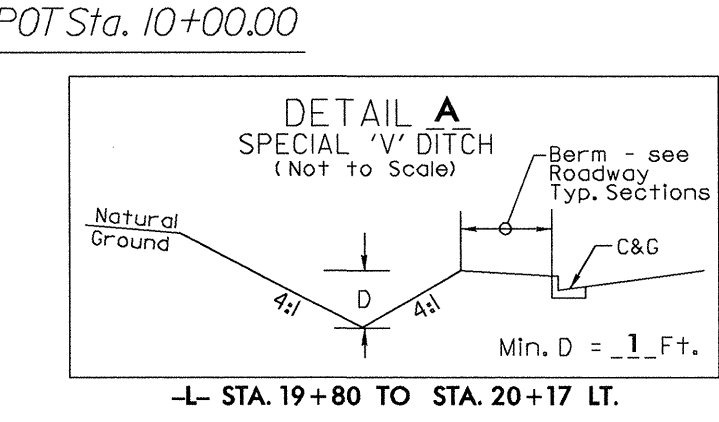 POT Sta. 10+00.00
DETAIL A
SPECIAL 'V' DITCH
(Not to Scale)
Berm - see
Roadway
Typ. Sections
Natural
Ground
C&G
4:1
D
4:1
Min. D = _1_ Ft.
-L- STA. 19+80 TO STA. 20+17 LT.